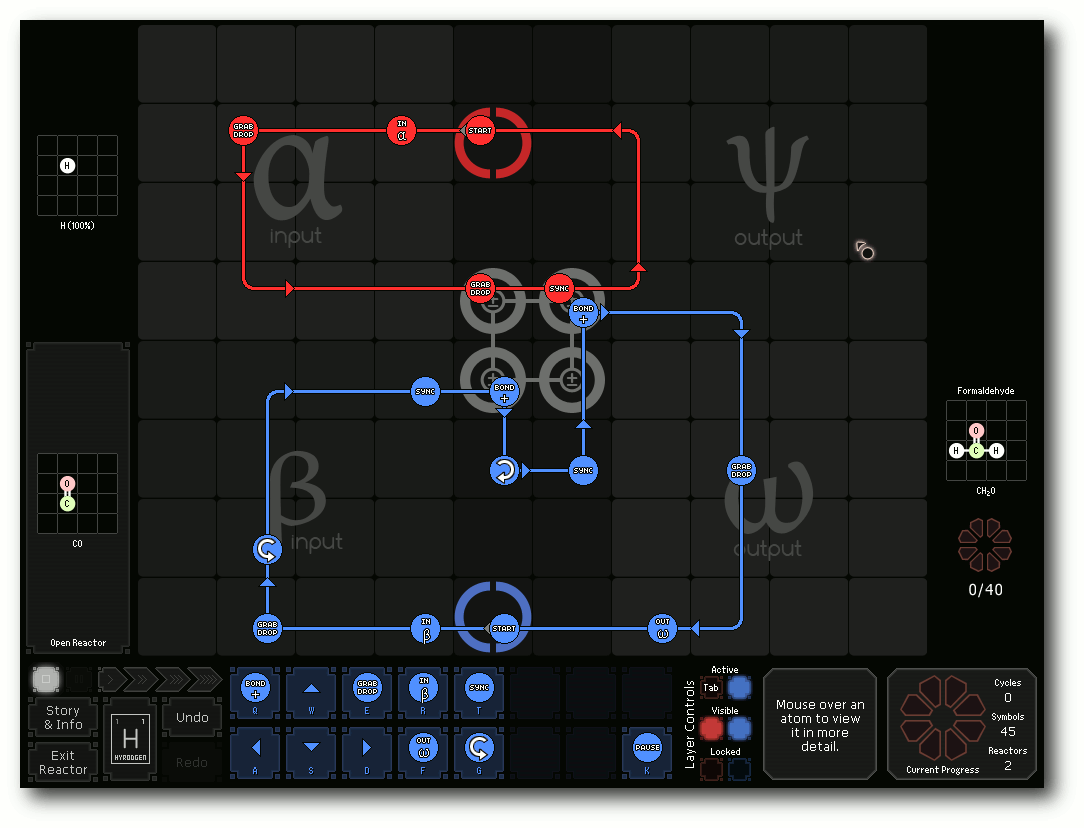 GRAB
DROP
IN
α
START
H
H (100%)
α
input
ψ
output
GRAB
DROP
SYNC
BOND
+
±
±
±
±
SYNC
BOND
+
Formaldehyde
O
H
C
H
CH2O
SYNC
GRAB
DROP
O
C
CO
β
input
ω
output
0/40
GRAB
DROP
IN
β
START
OUT
ω
Open Reactor
Story
& Info
Undo
Exit
Reactor
Redo
1
1
H
HYDROGEN
BOND
+
Q
W
GRAB
DROP
E
IN
β
R
SYNC
T
A
S
D
OUT
ω
F
G
PAUSE
K
Layer Controls
Active
Tab
Visible
Locked
Mouse over an
atom to view
it in more
detail.
Cycles
0
Symbols
45
Reactors
2
Current Progress